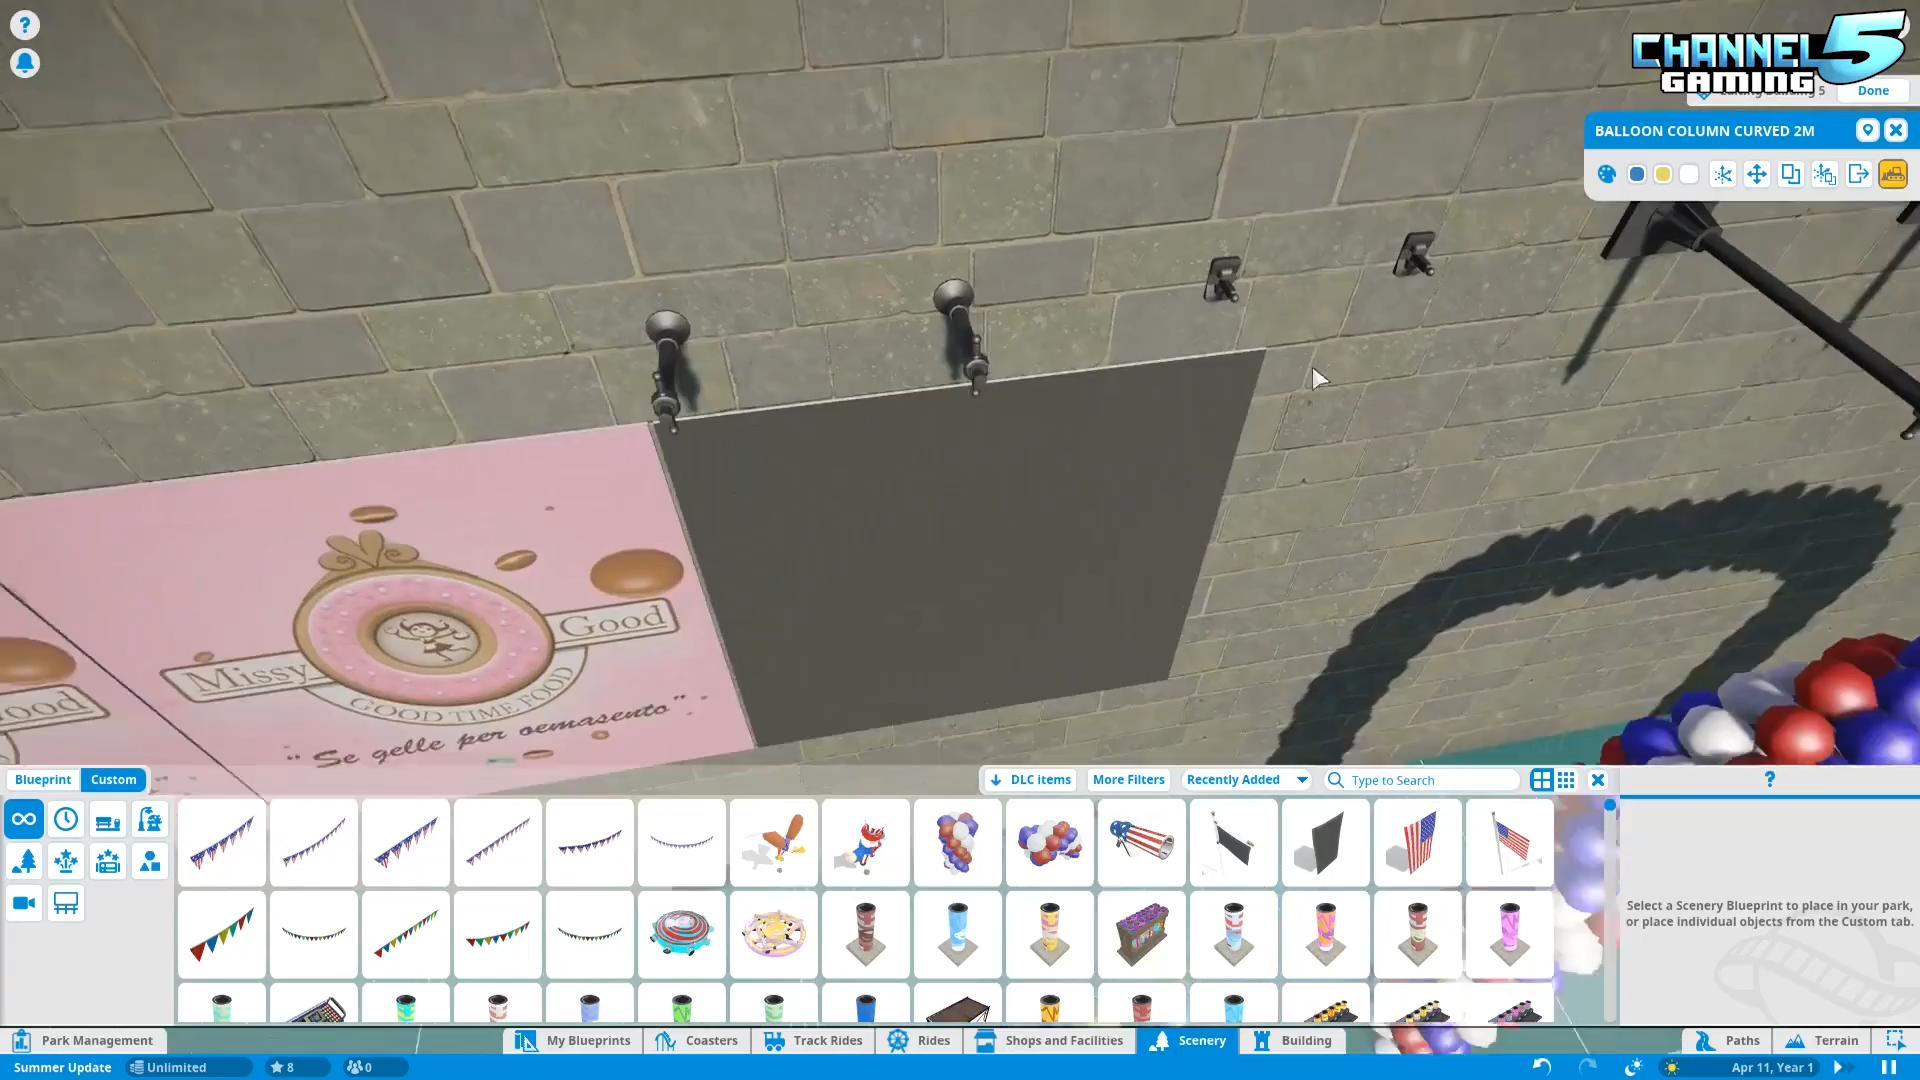 CHANNEL 5
GAMING
5
Done
BALLOON COLUMN CURVED 2M
Missy Good
GOOD TIME FOOD
"Se gelle per oemasento"
ood
Blueprint
Custom
DLC items
More Filters
Recently Added
Type to Search
?
Select a Scenery Blueprint to place in your park,
or place individual objects from the Custom tab.
Park Management
My Blueprints
Coasters
Track Rides
Rides
Shops and Facilities
Scenery
Building
Paths
Terrain
Summer Update
Unlimited
8
0
Apr 11, Year 1